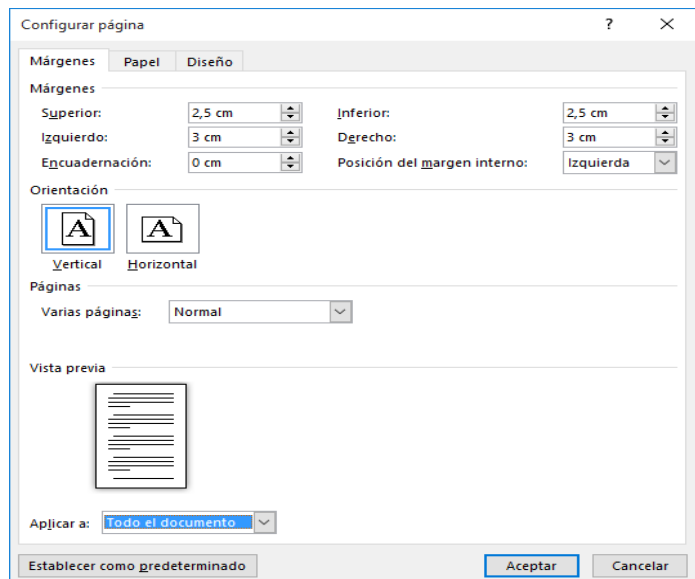 Configurar página ? ×
Márgenes Papel Diseño
Márgenes
Superior: 2,5 cm Inferior: 2,5 cm
Izquierdo: 3 cm Derecho: 3 cm
Encuadernación: 0 cm Posición del margen interno: Izquierda
Orientación
A A
Vertical Horizontal
Páginas
Varias páginas: Normal
Vista previa
Aplicar a: Todo el documento
Establecer como predeterminado Aceptar Cancelar